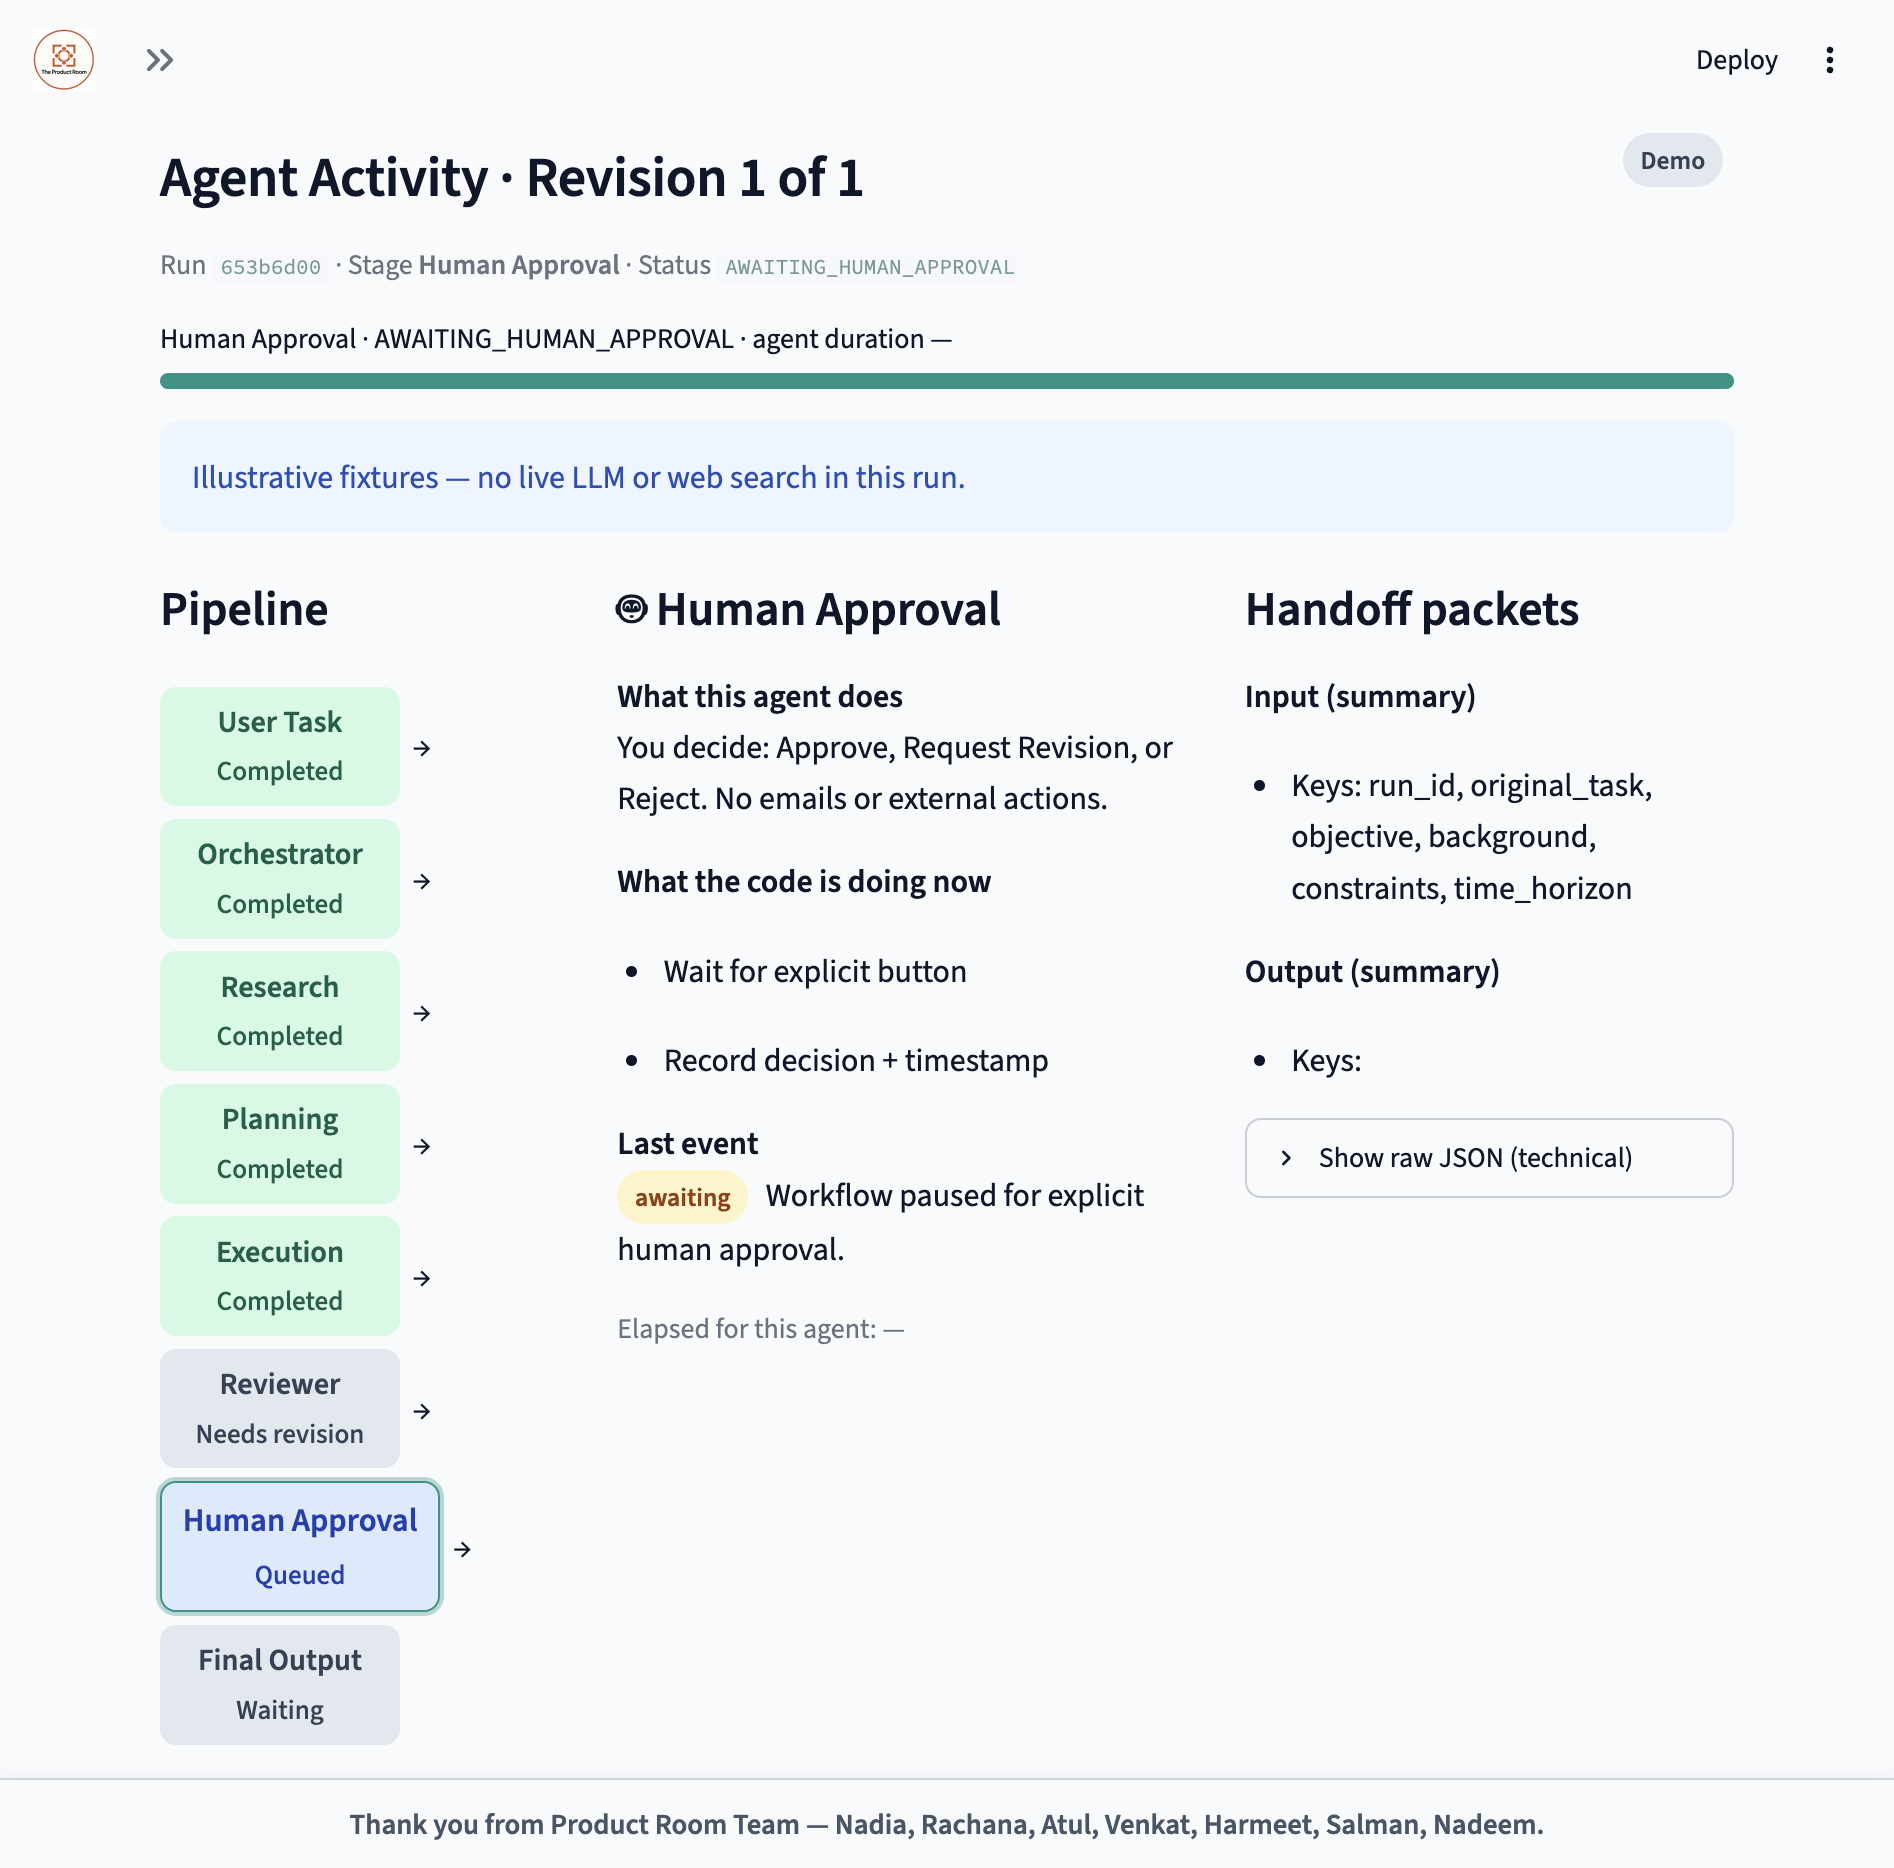 The Product Room
Deploy
Agent Activity · Revision 1 of 1
Demo
Run 653b6d00 · Stage Human Approval · Status AWAITING_HUMAN_APPROVAL
Human Approval · AWAITING_HUMAN_APPROVAL · agent duration —
Illustrative fixtures — no live LLM or web search in this run.
Pipeline
User Task
Completed
→
Orchestrator
Completed
→
Research
Completed
→
Planning
Completed
→
Execution
Completed
→
Reviewer
Needs revision
→
Human Approval
Queued
→
Final Output
Waiting
Human Approval
What this agent does
You decide: Approve, Request Revision, or
Reject. No emails or external actions.
What the code is doing now
• Wait for explicit button
• Record decision + timestamp
Last event
awaiting Workflow paused for explicit
human approval.
Elapsed for this agent: —
Handoff packets
Input (summary)
• Keys: run_id, original_task,
objective, background,
constraints, time_horizon
Output (summary)
• Keys:
Show raw JSON (technical)
Thank you from Product Room Team — Nadia, Rachana, Atul, Venkat, Harmeet, Salman, Nadeem.